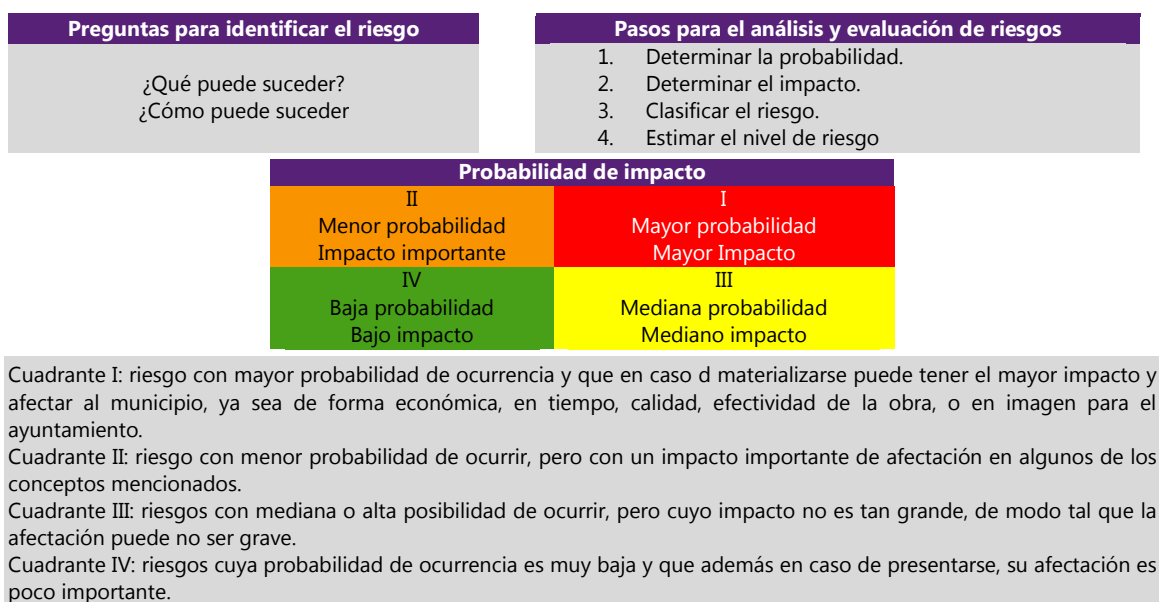 Preguntas para identificar el riesgo
¿Qué puede suceder?
¿Cómo puede suceder
Pasos para el análisis y evaluación de riesgos
1. Determinar la probabilidad.
2. Determinar el impacto.
3. Clasificar el riesgo.
4. Estimar el nivel de riesgo
Probabilidad de impacto
II
Menor probabilidad
Impacto importante
I
Mayor probabilidad
Mayor Impacto
IV
Baja probabilidad
Bajo impacto
III
Mediana probabilidad
Mediano impacto
Cuadrante I: riesgo con mayor probabilidad de ocurrencia y que en caso d materializarse puede tener el mayor impacto y
afectar al municipio, ya sea de forma económica, en tiempo, calidad, efectividad de la obra, o en imagen para el
ayuntamiento.
Cuadrante II: riesgo con menor probabilidad de ocurrir, pero con un impacto importante de afectación en algunos de los
conceptos mencionados.
Cuadrante III: riesgos con mediana o alta posibilidad de ocurrir, pero cuyo impacto no es tan grande, de modo tal que la
afectación puede no ser grave.
Cuadrante IV: riesgos cuya probabilidad de ocurrencia es muy baja y que además en caso de presentarse, su afectación es
poco importante.